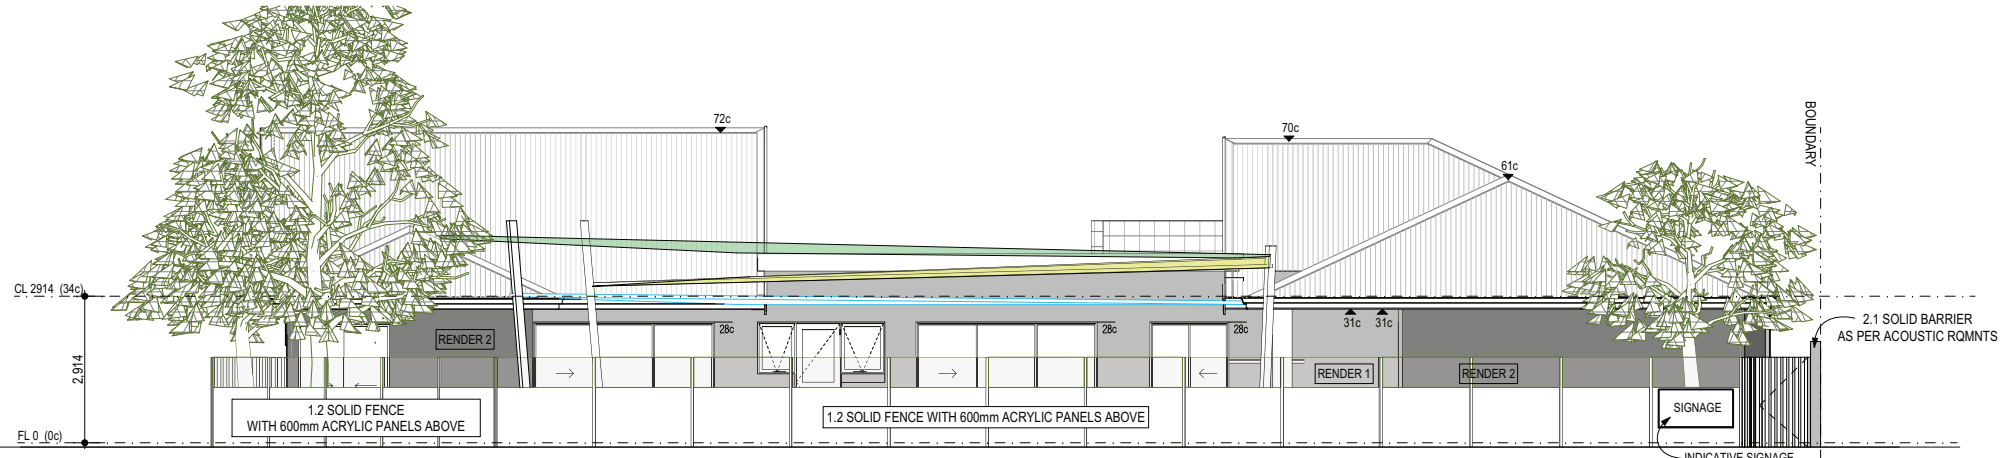 72c
70c
61c
BOUNDARY
CL 2914 (34c)
2,914
FL 0 (0c)
RENDER 2
28c
28c
28c
31c
31c
RENDER 1
RENDER 2
2.1 SOLID BARRIER
AS PER ACOUSTIC RQMNTS
1.2 SOLID FENCE
WITH 600mm ACRYLIC PANELS ABOVE
1.2 SOLID FENCE WITH 600mm ACRYLIC PANELS ABOVE
SIGNAGE
INDICATIVE SIGNAGE